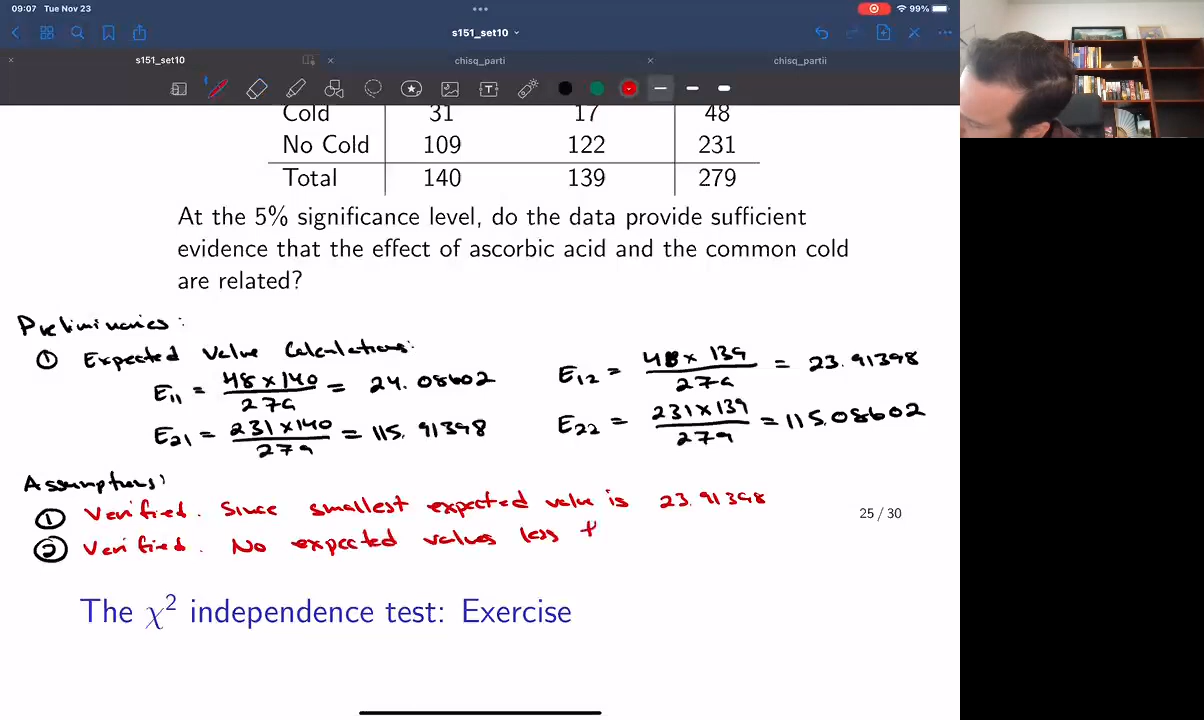 09:07 Tue Nov 23
99%
s151_set10
s151_set10 chisq_parti chisq_partii
Cold 31 17 48
No Cold 109 122 231
Total 140 139 279
At the 5% significance level, do the data provide sufficient
evidence that the effect of ascorbic acid and the common cold
are related?
Preliminaries:
① Expected Value Calculations:
E11 = 48 × 140 / 279 = 24.08602 E12 = 48 × 139 / 279 = 23.91398
E21 = 231 × 140 / 279 = 115.91398 E22 = 231 × 139 / 279 = 115.08602
Assumptions:
① Verified. Since smallest expected value is 23.91398
25 / 30
② Verified. No expected values less t
The χ² independence test: Exercise